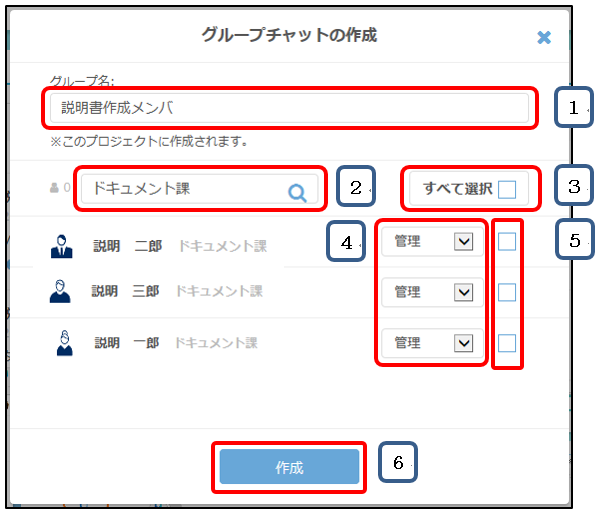 グループチャットの作成
グループ名:
説明書作成メンバ
1
※このプロジェクトに作成されます。
0 ドキュメント課 2 すべて選択 3
4 5
説明 二郎 ドキュメント課 管理
説明 三郎 ドキュメント課 管理
説明 一郎 ドキュメント課 管理
作成 6